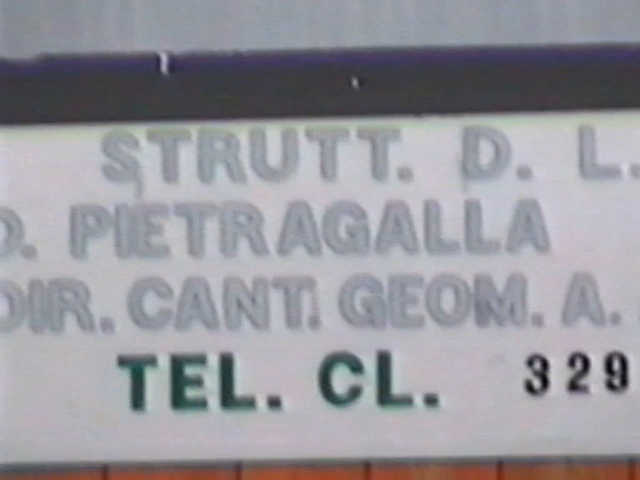 STRUTT. D. L.
D. PIETRAGALLA
DIR. CANT. GEOM. A.
TEL. CL. 329